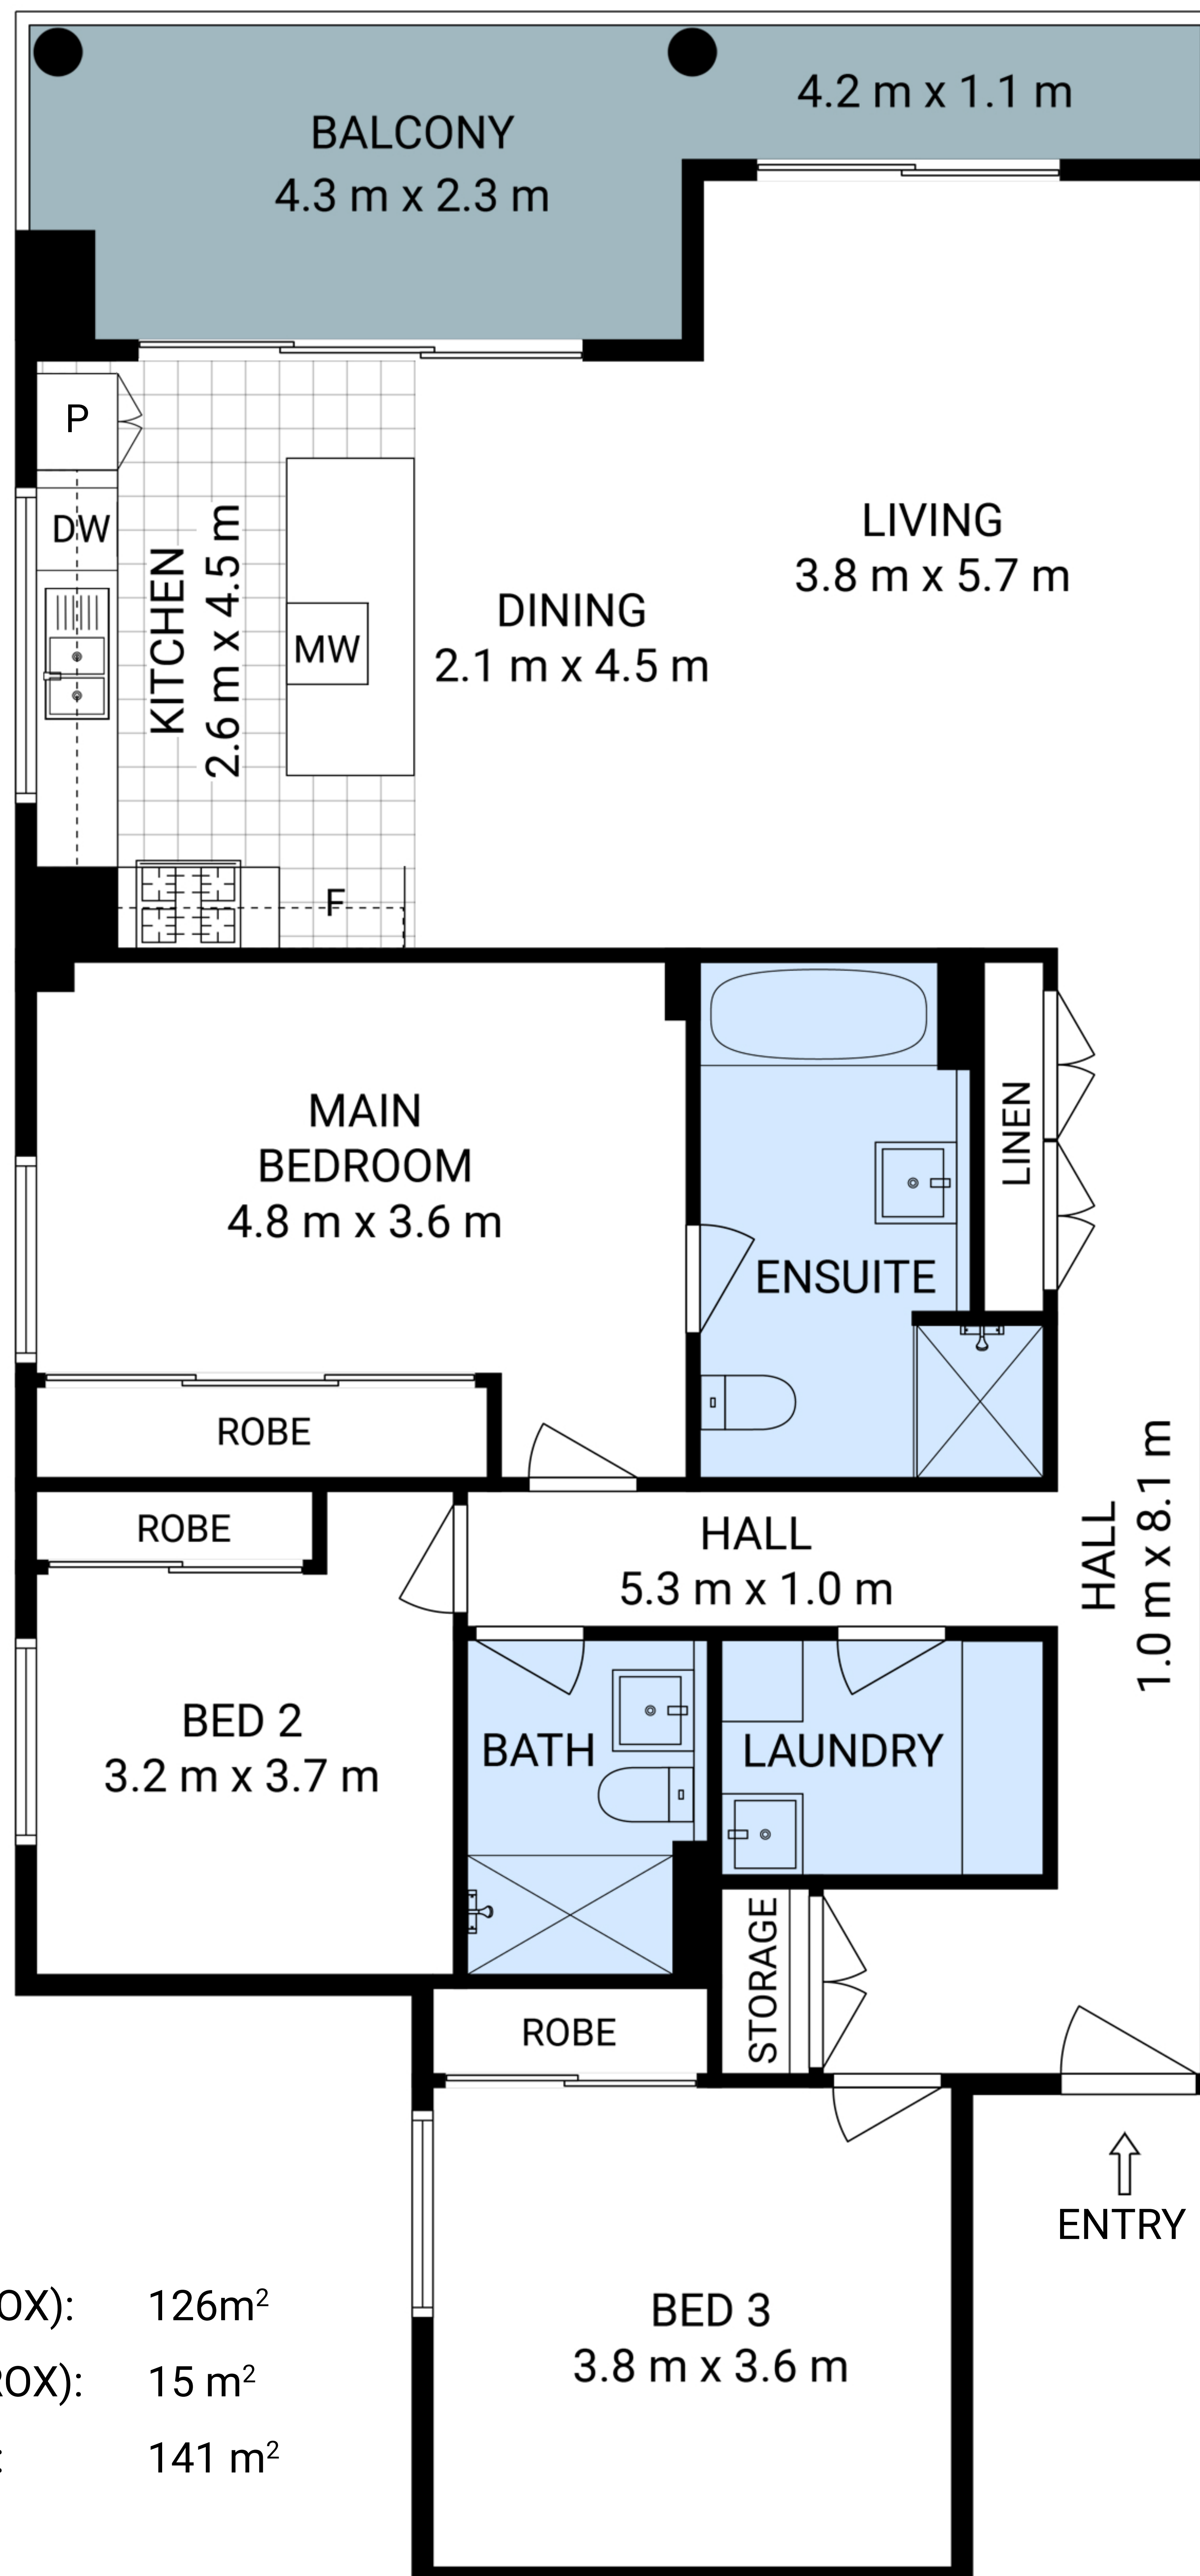 4.2 m x 1.1 m
BALCONY
4.3 m x 2.3 m
P
DW
KITCHEN
2.6 m x 4.5 m
MW
DINING
2.1 m x 4.5 m
LIVING
3.8 m x 5.7 m
F
MAIN
BEDROOM
4.8 m x 3.6 m
LINEN
ENSUITE
ROBE
ROBE
HALL
5.3 m x 1.0 m
HALL
1.0 m x 8.1 m
BED 2
3.2 m x 3.7 m
BATH
LAUNDRY
STORAGE
ROBE
ENTRY
BED 3
3.8 m x 3.6 m
OX): 126m²
ROX): 15 m²
: 141 m²